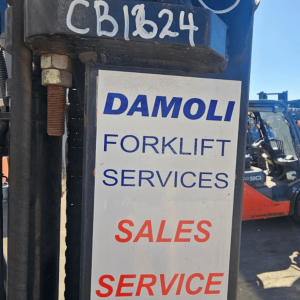 CB1624
DAMOLI
FORKLIFT
SERVICES
SALES
SERVICE